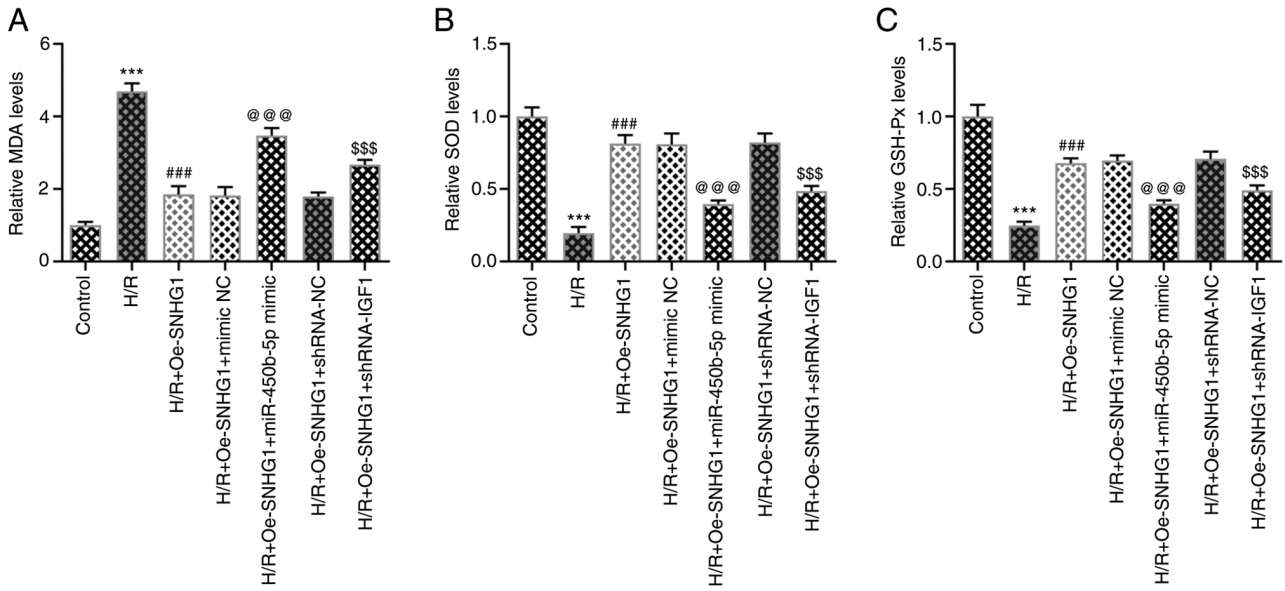 A
Relative MDA levels
6
4
2
0
***
###
@@@
$$$
Control
H/R
H/R+Oe-SNHG1
H/R+Oe-SNHG1+mimic NC
H/R+Oe-SNHG1+miR-450b-5p mimic
H/R+Oe-SNHG1+shRNA-NC
H/R+Oe-SNHG1+shRNA-IGF1
B
Relative SOD levels
1.5
1.0
0.5
0.0
***
###
@@@
$$$
Control
H/R
H/R+Oe-SNHG1
H/R+Oe-SNHG1+mimic NC
H/R+Oe-SNHG1+miR-450b-5p mimic
H/R+Oe-SNHG1+shRNA-NC
H/R+Oe-SNHG1+shRNA-IGF1
C
Relative GSH-Px levels
1.5
1.0
0.5
0.0
***
###
@@@
$$$
Control
H/R
H/R+Oe-SNHG1
H/R+Oe-SNHG1+mimic NC
H/R+Oe-SNHG1+miR-450b-5p mimic
H/R+Oe-SNHG1+shRNA-NC
H/R+Oe-SNHG1+shRNA-IGF1